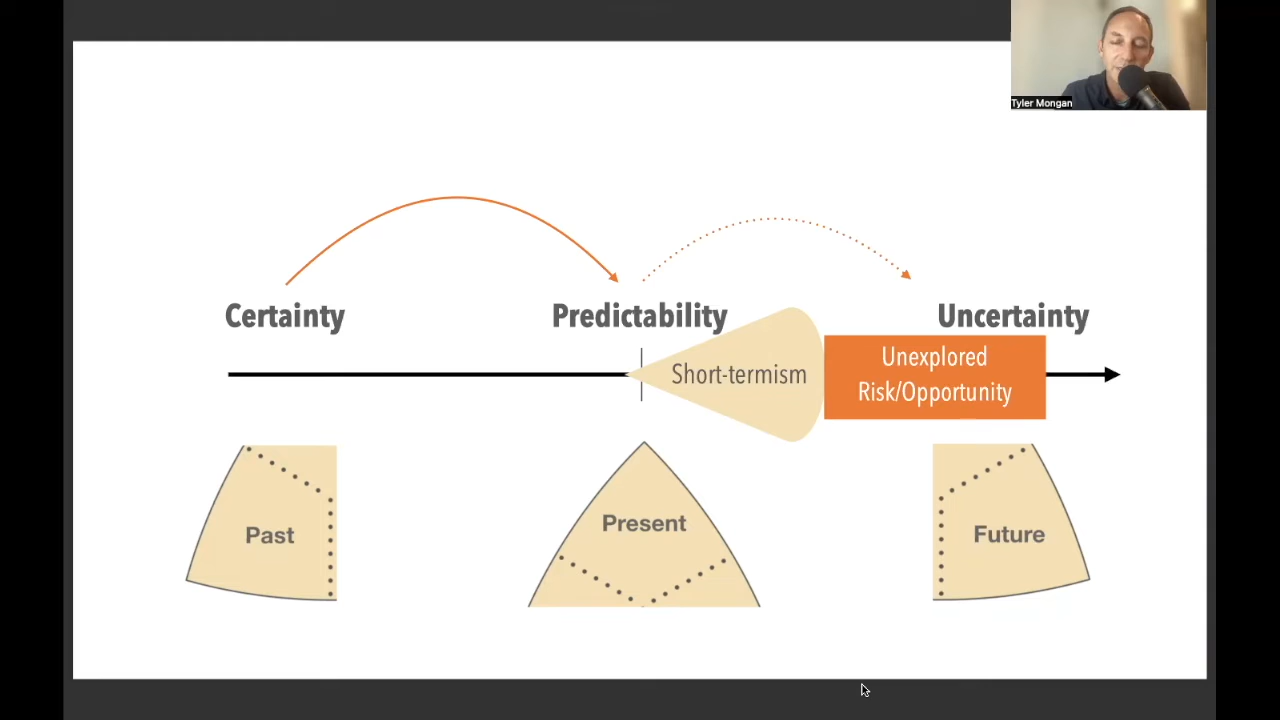 Tyler Mongan
Certainty
Predictability
Uncertainty
Short-termism
Unexplored
Risk/Opportunity
Past
Present
Future